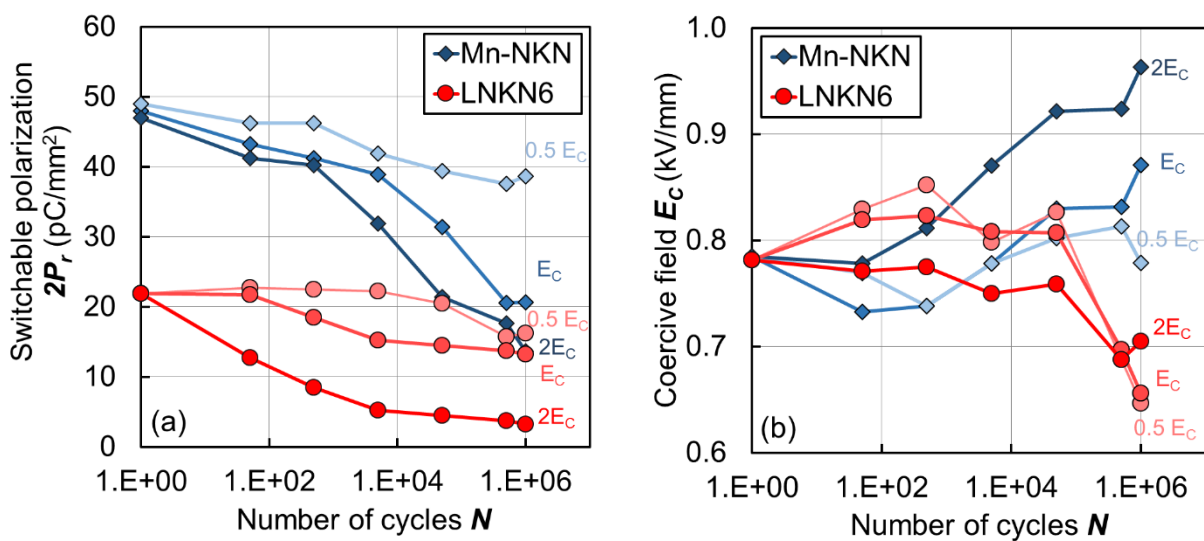 Switchable polarization
2Pr (pC/mm²)
60
50
40
30
20
10
0
Mn-NKN
LNKN6
0.5 EC
EC
0.5 EC
2EC
EC
2EC
(a)
1.E+00 1.E+02 1.E+04 1.E+06
Number of cycles N
Coercive field EC (kV/mm)
1.0
0.9
0.8
0.7
0.6
Mn-NKN
LNKN6
2EC
EC
0.5 EC
2EC
EC
0.5 EC
(b)
1.E+00 1.E+02 1.E+04 1.E+06
Number of cycles N